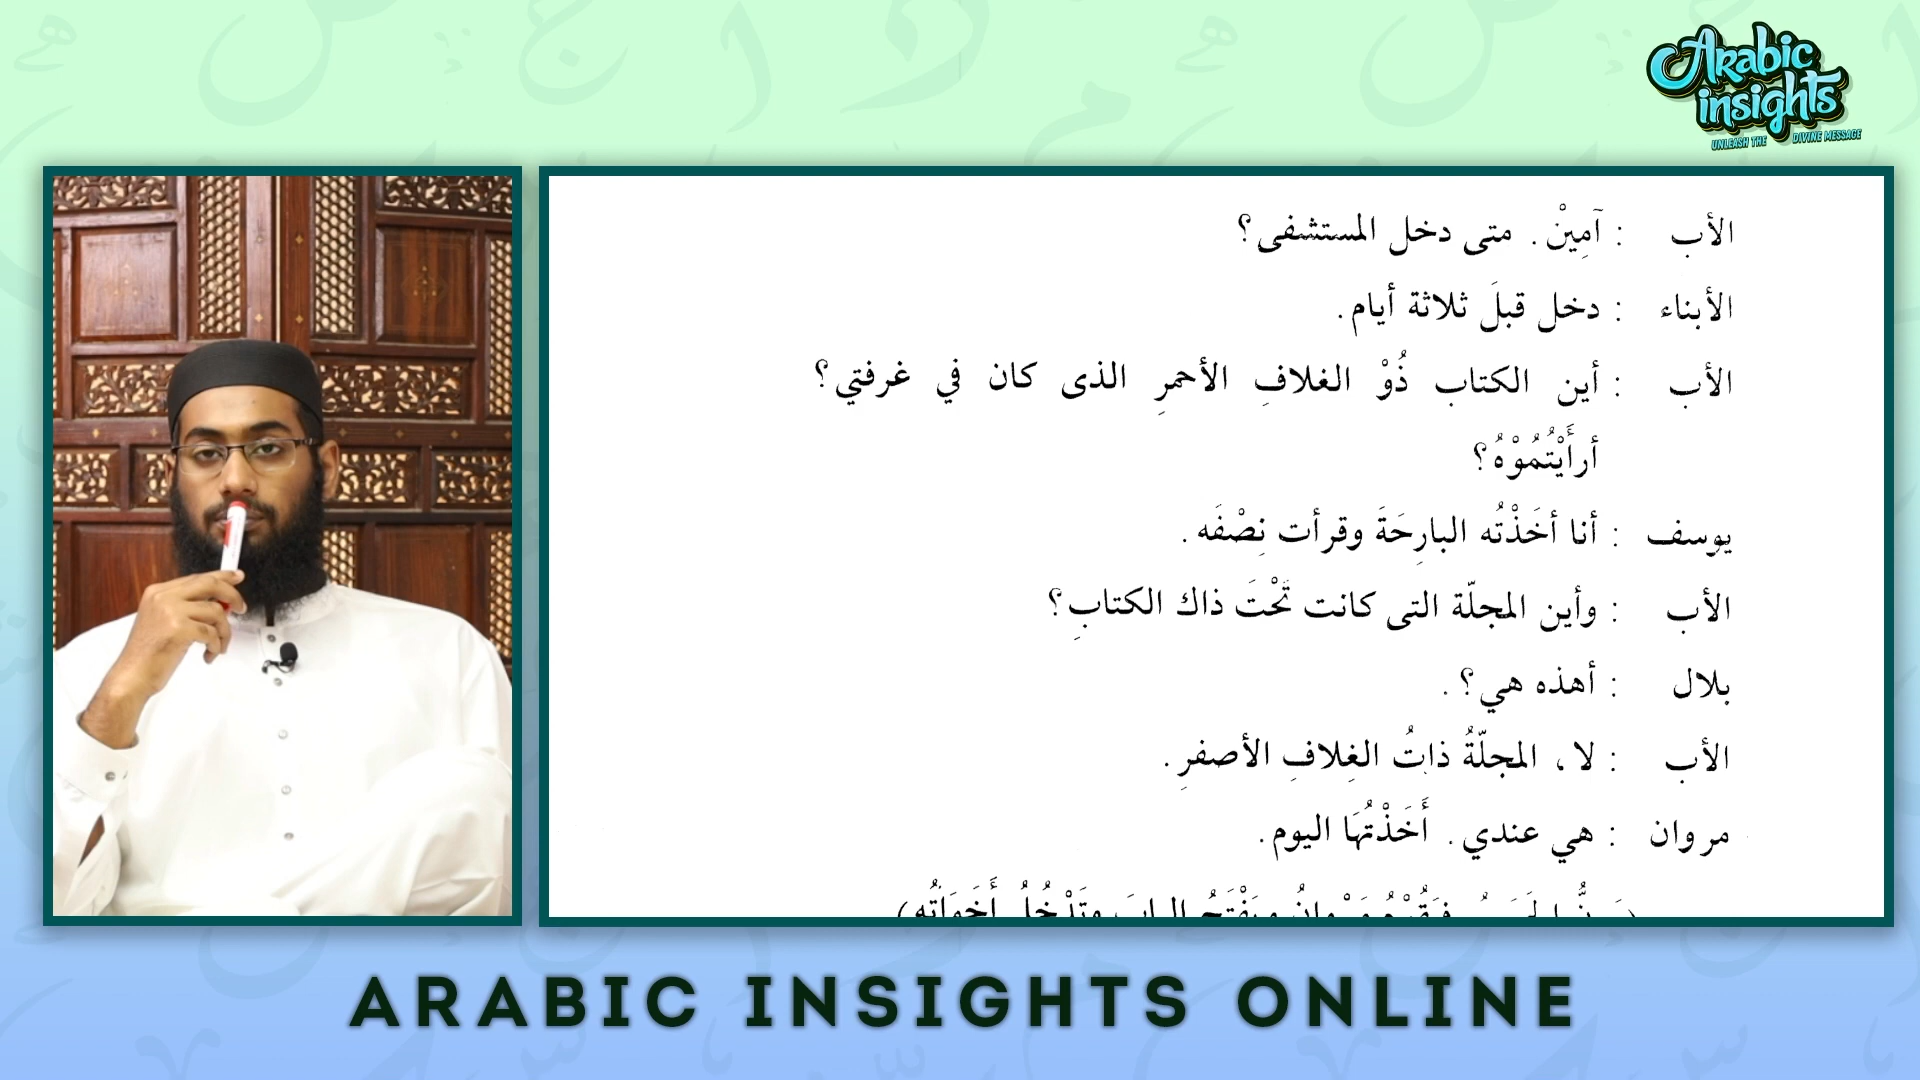 Arabic insights
UNLEASH THE DIVINE MESSAGE
الأب : آمِينْ . متى دخل المستشفى؟
الأبناء : دخل قبلَ ثلاثة أيام .
الأب : أين الكتاب ذُوْ الغلافِ الأحمرِ الذى كان في غرفتي؟
أرأَيْتُمُوْهُ؟
يوسف : أنا أخَذْتُه البارِحَةَ وقرأت نِصْفَه .
الأب : وأين المجلّة التى كانت تَحْتَ ذاك الكتابِ؟
بلال : أهذه هي؟ .
الأب : لا ، المجلّةُ ذاتُ الغِلافِ الأصفرِ .
مروان : هي عندي . أَخَذْتُهَا اليوم .
ARABIC INSIGHTS ONLINE